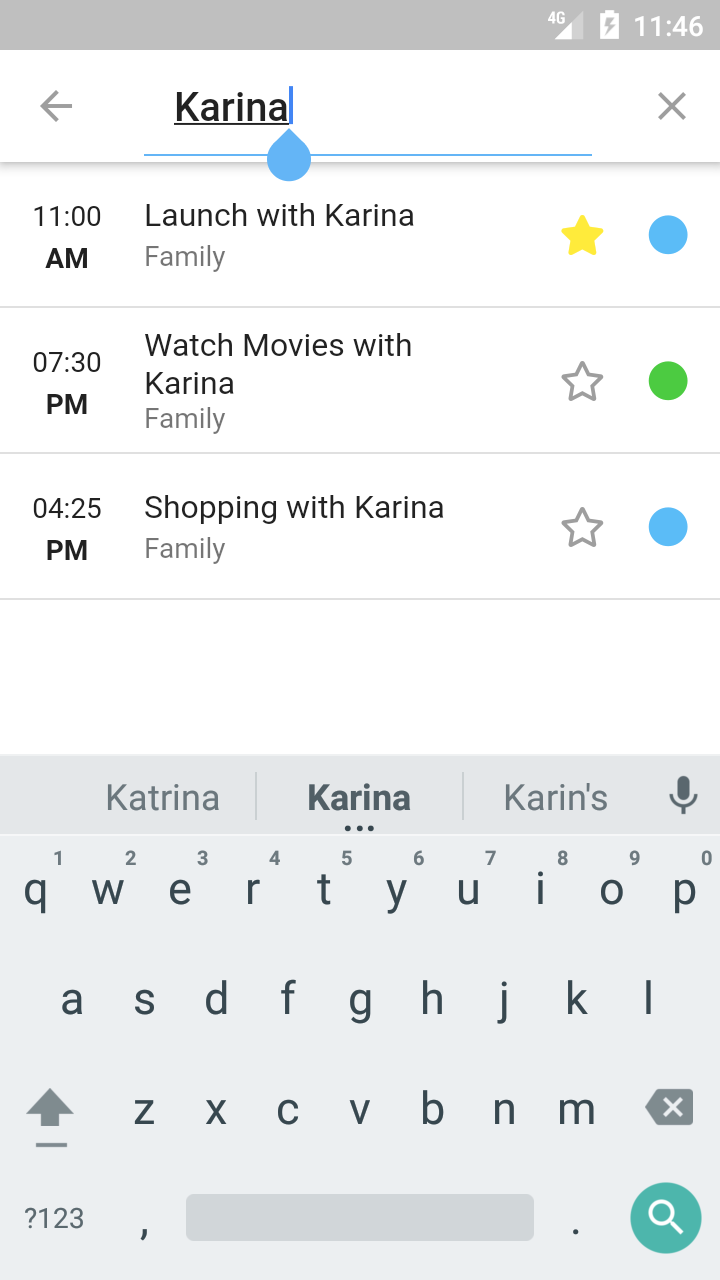 4G 11:46
Karina
11:00 AM
Launch with Karina
Family
07:30 PM
Watch Movies with
Karina
Family
04:25 PM
Shopping with Karina
Family
Katrina Karina Karin's
1 2 3 4 5 6 7 8 9 0
q w e r t y u i o p
a s d f g h j k l
z x c v b n m
?123 , .